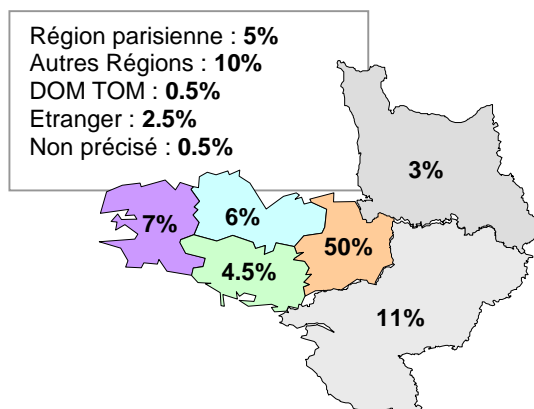 Région parisienne : 5%
Autres Régions : 10%
DOM TOM : 0.5%
Etranger : 2.5%
Non précisé : 0.5%
3%
7%
6%
50%
4.5%
11%